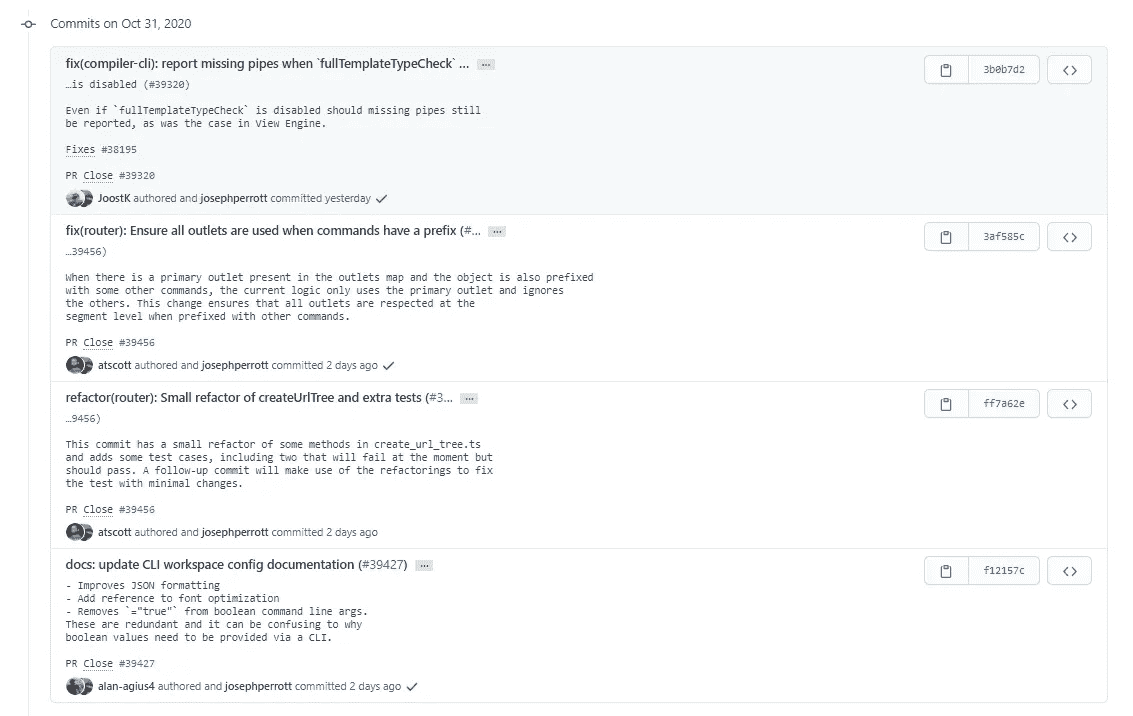 Commits on Oct 31, 2020
fix(compiler-cli): report missing pipes when `fullTemplateTypeCheck` ... ...
3b0b7d2
…is disabled (#39320)
Even if `fullTemplateTypeCheck` is disabled should missing pipes still
be reported, as was the case in View Engine.
Fixes #38195
PR Close #39320
JoostK authored and josephperrott committed yesterday
fix(router): Ensure all outlets are used when commands have a prefix (#... ...
3af585c
…39456)
When there is a primary outlet present in the outlets map and the object is also prefixed
with some other commands, the current logic only uses the primary outlet and ignores
the others. This change ensures that all outlets are respected at the
segment level when prefixed with other commands.
PR Close #39456
atscott authored and josephperrott committed 2 days ago
refactor(router): Small refactor of createUrlTree and extra tests (#3... ...
ff7a62e
…9456)
This commit has a small refactor of some methods in create_url_tree.ts
and adds some test cases, including two that will fail at the moment but
should pass. A follow-up commit will make use of the refactorings to fix
the test with minimal changes.
PR Close #39456
atscott authored and josephperrott committed 2 days ago
docs: update CLI workspace config documentation (#39427) ...
f12157c
- Improves JSON formatting
- Add reference to font optimization
- Removes `="true"` from boolean command line args.
These are redundant and it can be confusing to why
boolean values need to be provided via a CLI.
PR Close #39427
alan-agius4 authored and josephperrott committed 2 days ago